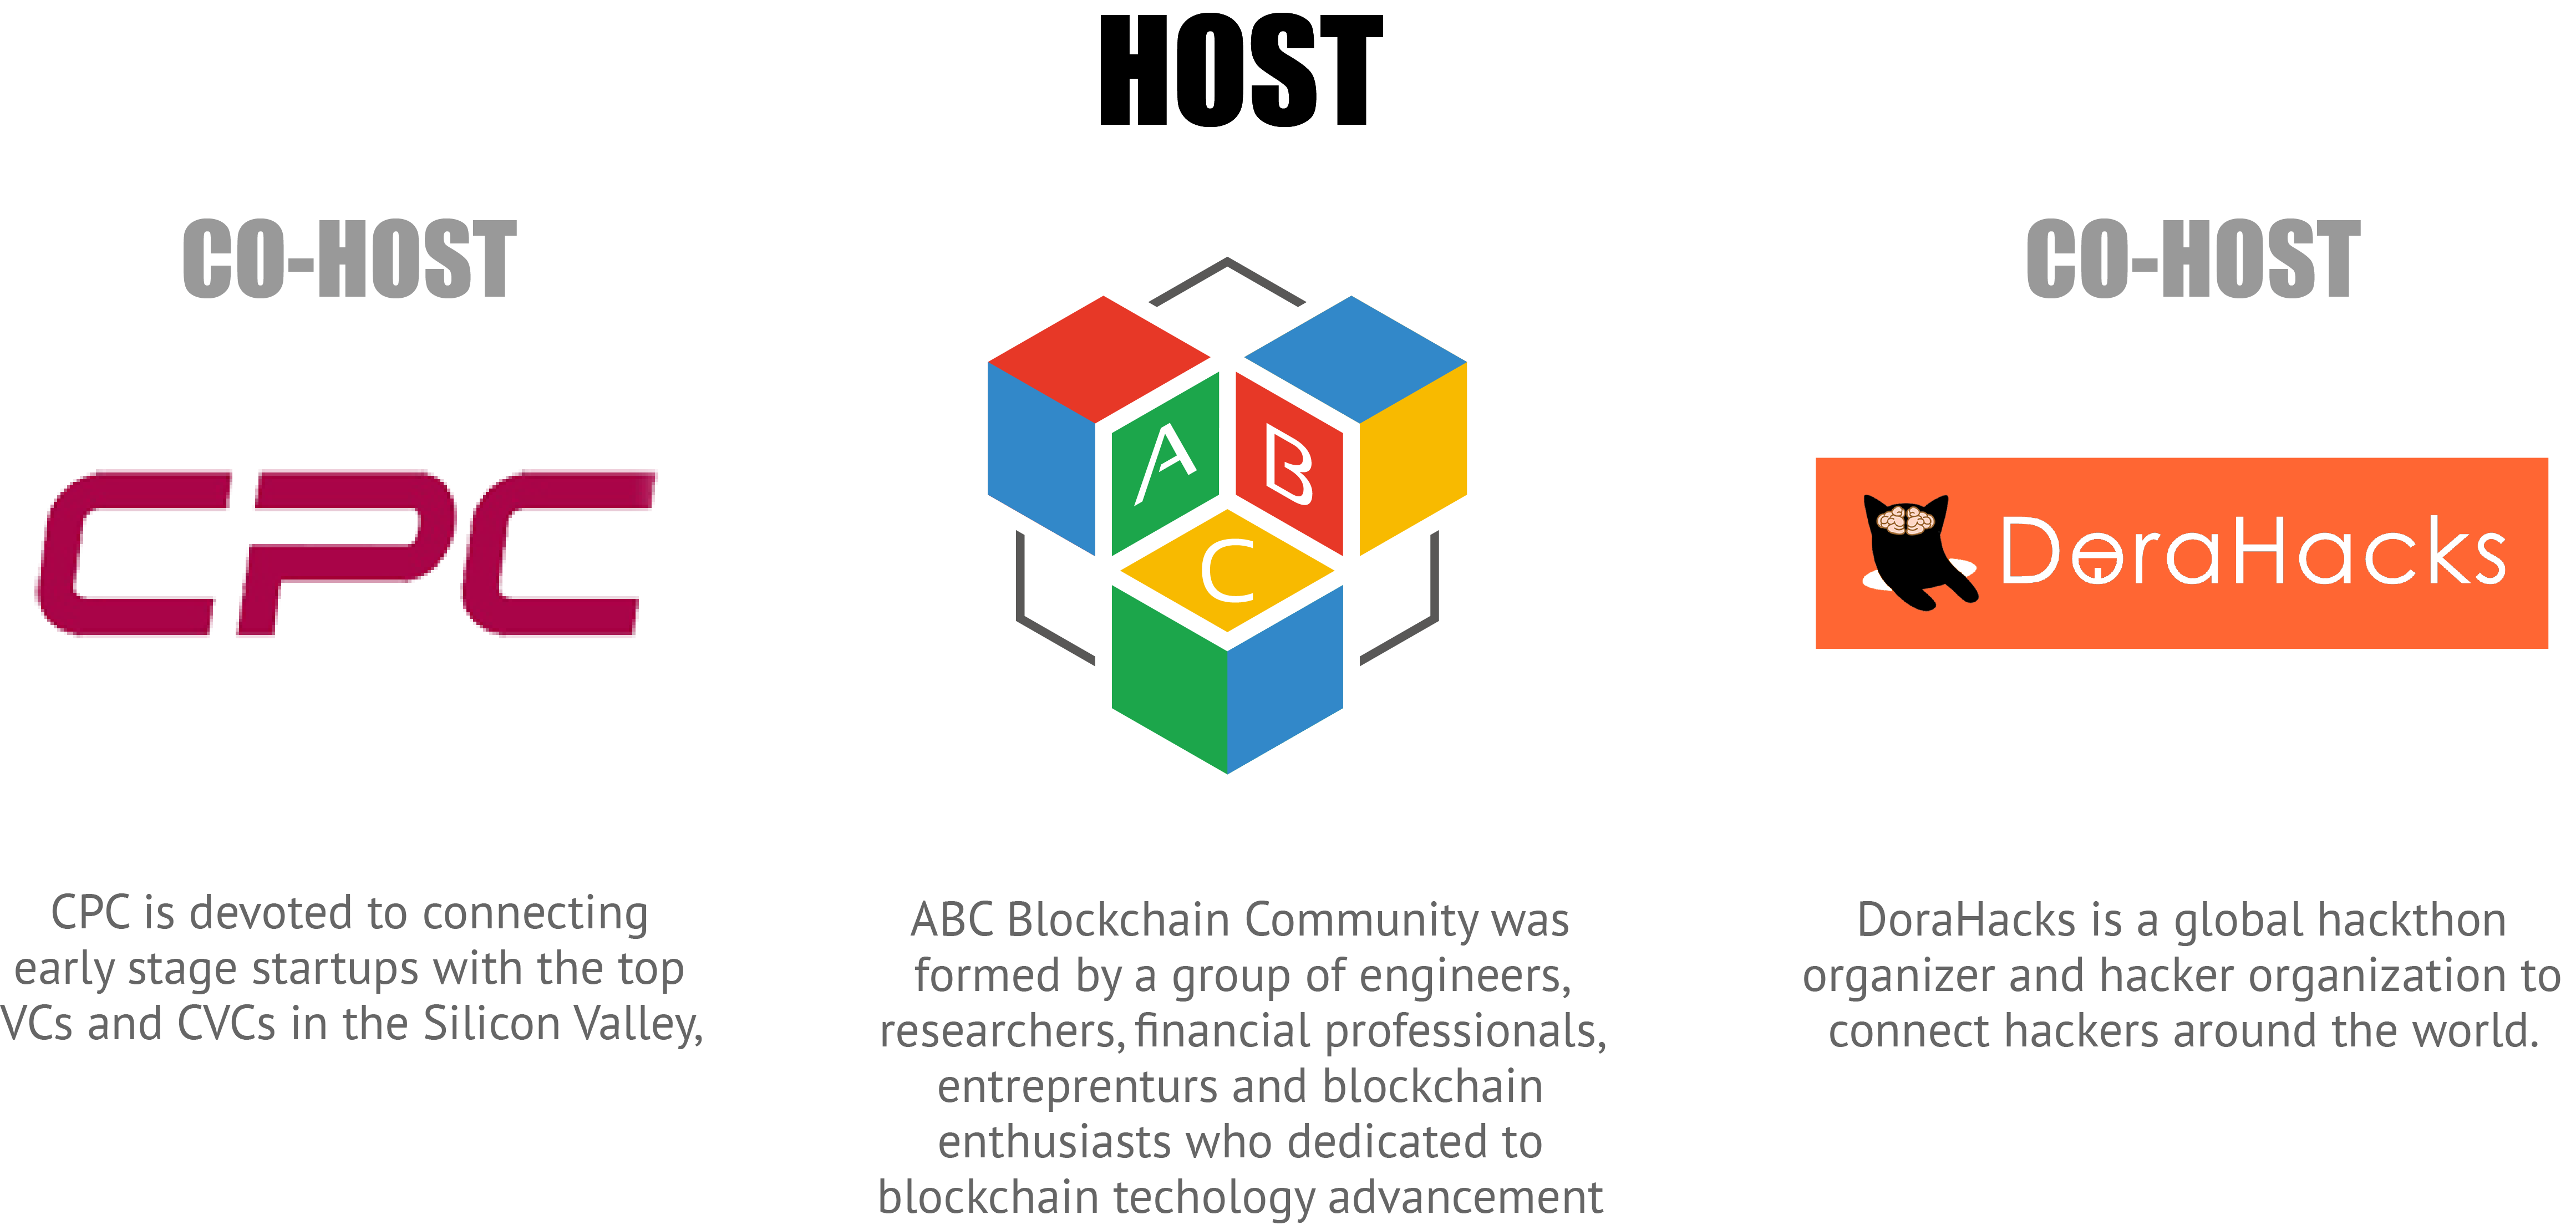 HOST
CO-HOST
CPC
CPC is devoted to connecting
early stage startups with the top
VCs and CVCs in the Silicon Valley,
A B
C
ABC Blockchain Community was
formed by a group of engineers,
researchers, financial professionals,
entreprenturs and blockchain
enthusiasts who dedicated to
blockchain techology advancement
CO-HOST
DoraHacks
DoraHacks is a global hackthon
organizer and hacker organization to
connect hackers around the world.